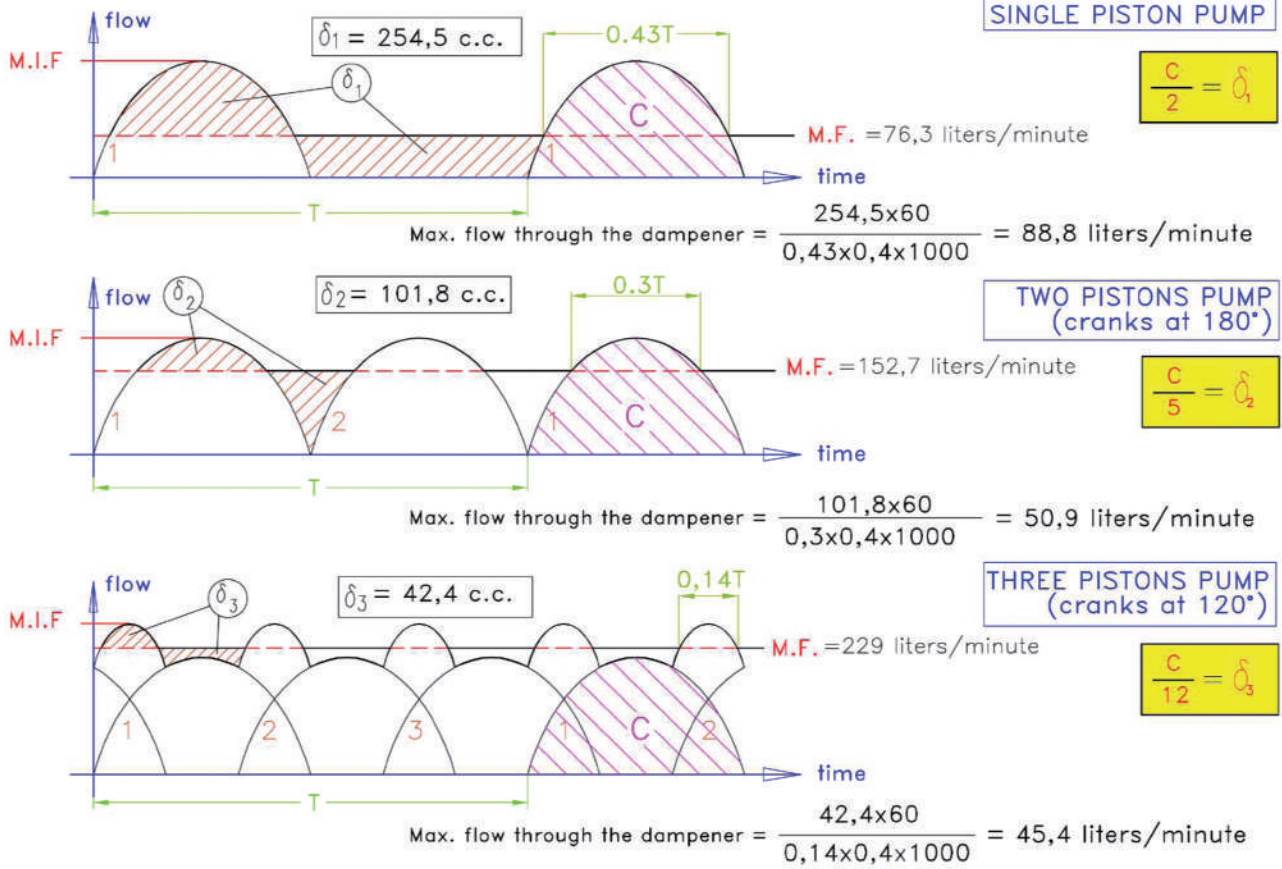 flow
SINGLE PISTON PUMP
δ1 = 254,5 c.c.
0.43T
M.I.F
δ1
C
C/2 = δ1
1
1
M.F. =76,3 liters/minute
time
T
Max. flow through the dampener = 254,5x60 / 0,43x0,4x1000 = 88,8 liters/minute
flow
δ2
δ2 = 101,8 c.c.
0.3T
TWO PISTONS PUMP
(cranks at 180°)
M.I.F
M.F. =152,7 liters/minute
C/5 = δ2
1
2
1
C
time
T
Max. flow through the dampener = 101,8x60 / 0,3x0,4x1000 = 50,9 liters/minute
flow
δ3
δ3 = 42,4 c.c.
0,14T
THREE PISTONS PUMP
(cranks at 120°)
M.I.F
M.F. =229 liters/minute
C/12 = δ3
1
2
3
1
C
2
time
T
Max. flow through the dampener = 42,4x60 / 0,14x0,4x1000 = 45,4 liters/minute